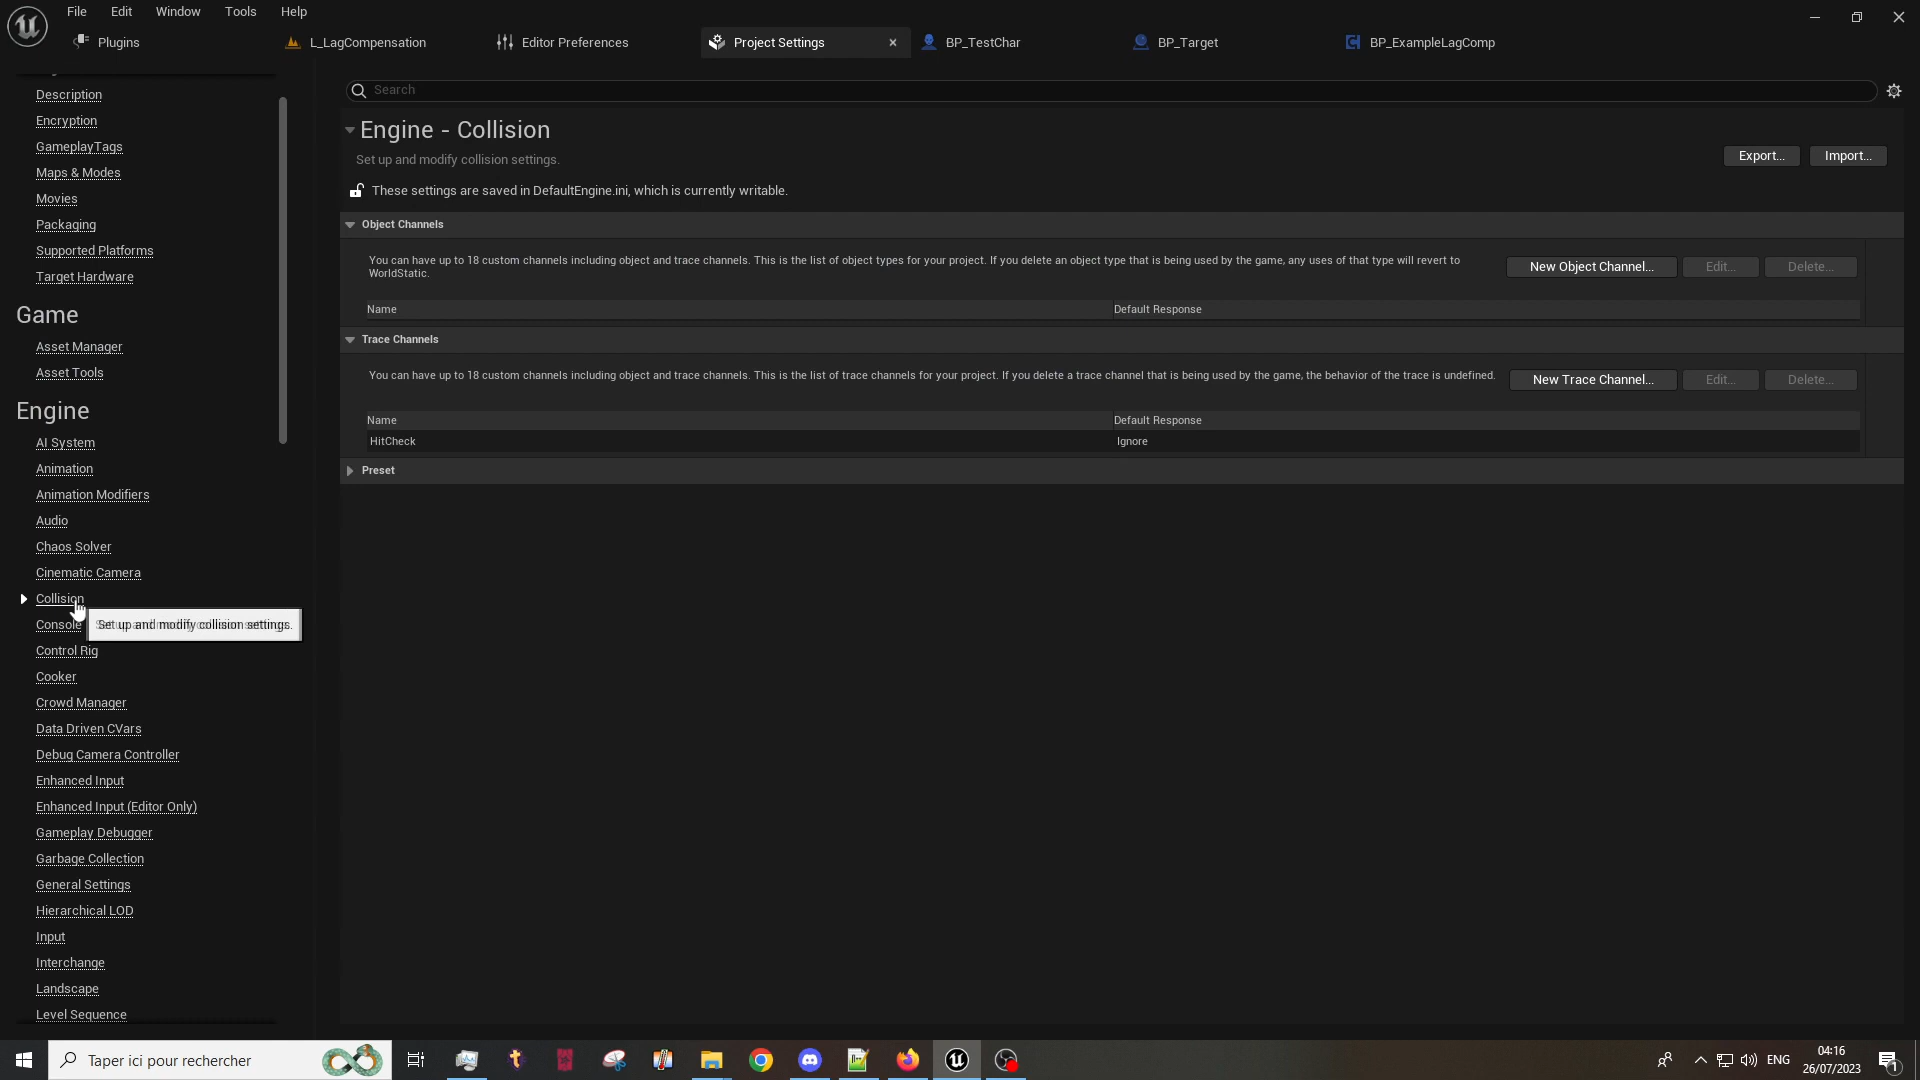 File Edit Window Tools Help
Plugins
L_LagCompensation
Editor Preferences
Project Settings
BP_TestChar
BP_Target
BP_ExampleLagComp
Description
Encryption
GameplayTags
Maps & Modes
Movies
Packaging
Supported Platforms
Target Hardware
Game
Asset Manager
Asset Tools
Engine
AI System
Animation
Animation Modifiers
Audio
Chaos Solver
Cinematic Camera
Collision
Console
Set up and modify collision settings.
Control Rig
Cooker
Crowd Manager
Data Driven CVars
Debug Camera Controller
Enhanced Input
Enhanced Input (Editor Only)
Gameplay Debugger
Garbage Collection
General Settings
Hierarchical LOD
Input
Interchange
Landscape
Level Sequence
Search
Engine - Collision
Set up and modify collision settings.
Export...
Import...
These settings are saved in DefaultEngine.ini, which is currently writable.
Object Channels
You can have up to 18 custom channels including object and trace channels. This is the list of object types for your project. If you delete an object type that is being used by the game, any uses of that type will revert to
WorldStatic.
New Object Channel...
Edit...
Delete...
Name
Default Response
Trace Channels
You can have up to 18 custom channels including object and trace channels. This is the list of trace channels for your project. If you delete a trace channel that is being used by the game, the behavior of the trace is undefined.
New Trace Channel...
Edit...
Delete...
Name
Default Response
HitCheck
Ignore
Preset
Taper ici pour rechercher
ENG
04:16
26/07/2023
1